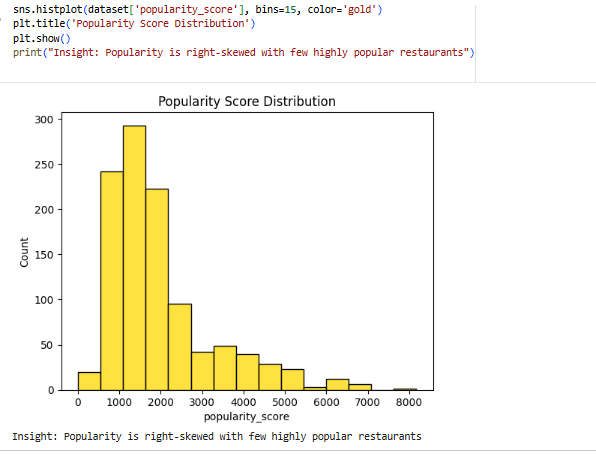 sns.histplot(dataset['popularity_score'], bins=15, color='gold')
plt.title('Popularity Score Distribution')
plt.show()
print("Insight: Popularity is right-skewed with few highly popular restaurants")
Popularity Score Distribution
300
250
200
150
100
50
0
Count
0 1000 2000 3000 4000 5000 6000 7000 8000
popularity_score
Insight: Popularity is right-skewed with few highly popular restaurants